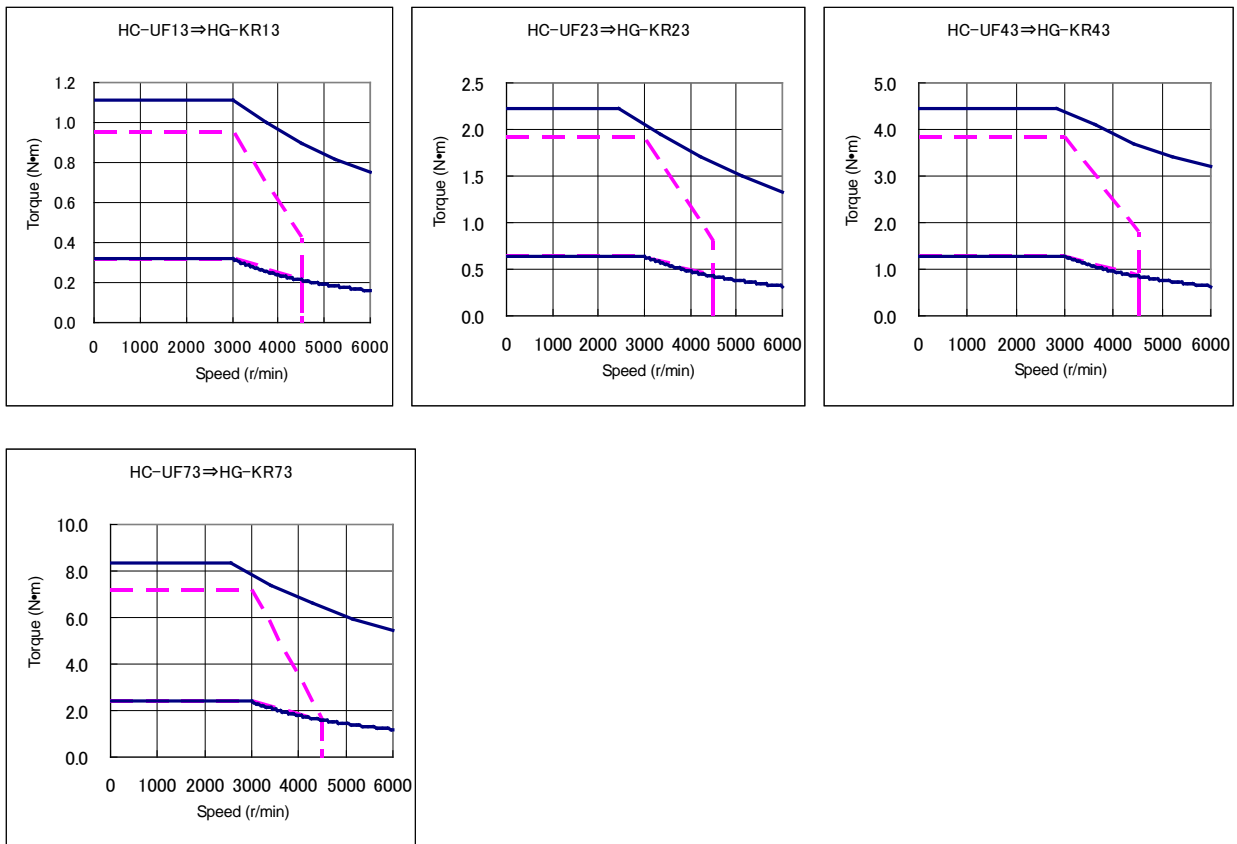 HC-UF13⇒HG-KR13
Torque (N•m)
1.2
1.0
0.8
0.6
0.4
0.2
0.0
0 1000 2000 3000 4000 5000 6000
Speed (r/min)
HC-UF23⇒HG-KR23
Torque (N•m)
2.5
2.0
1.5
1.0
0.5
0.0
0 1000 2000 3000 4000 5000 6000
Speed (r/min)
HC-UF43⇒HG-KR43
Torque (N•m)
5.0
4.0
3.0
2.0
1.0
0.0
0 1000 2000 3000 4000 5000 6000
Speed (r/min)
HC-UF73⇒HG-KR73
Torque (N•m)
10.0
8.0
6.0
4.0
2.0
0.0
0 1000 2000 3000 4000 5000 6000
Speed (r/min)